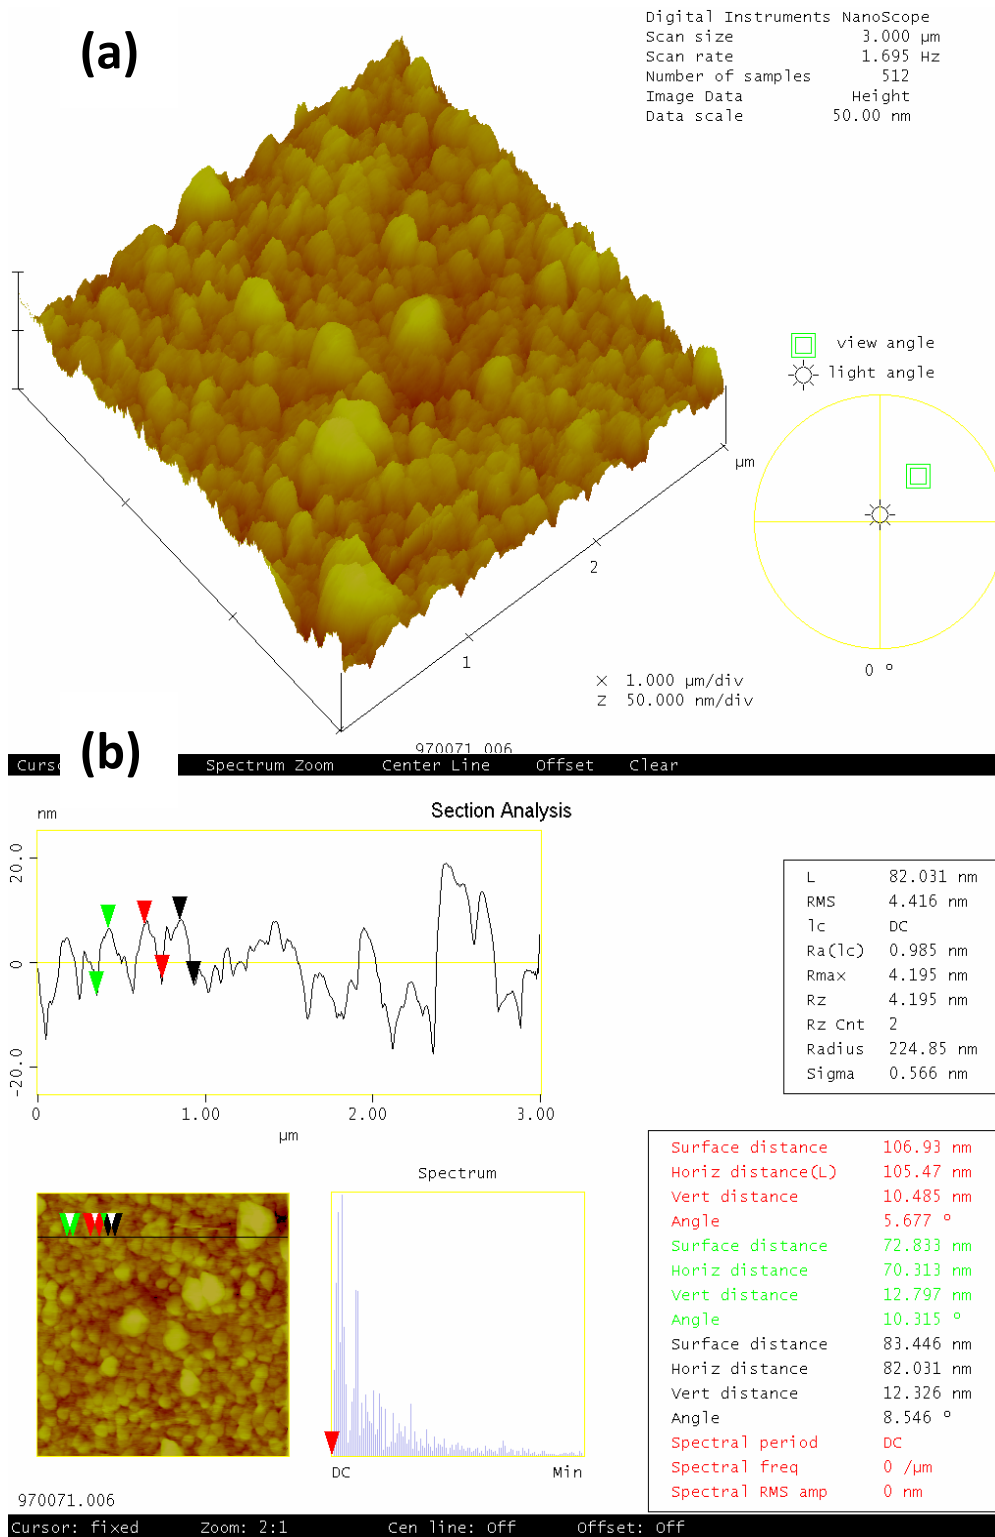 (a)
Digital Instruments NanoScope
Scan size 3.000 µm
Scan rate 1.695 Hz
Number of samples 512
Image Data Height
Data scale 50.00 nm
view angle
light angle
µm
2
1
0 º
X 1.000 µm/div
Z 50.000 nm/div
970071.006
(b)
Spectrum Zoom Center Line Offset Clear
Section Analysis
nm
20.0
0
-20.0
0 1.00 2.00 3.00
µm
L 82.031 nm
RMS 4.416 nm
lc DC
Ra(lc) 0.985 nm
Rmax 4.195 nm
Rz 4.195 nm
Rz Cnt 2
Radius 224.85 nm
Sigma 0.566 nm
Surface distance 106.93 nm
Horiz distance(L) 105.47 nm
Vert distance 10.485 nm
Angle 5.677 º
Surface distance 72.833 nm
Horiz distance 70.313 nm
Vert distance 12.797 nm
Angle 10.315 º
Surface distance 83.446 nm
Horiz distance 82.031 nm
Vert distance 12.326 nm
Angle 8.546 º
Spectral period DC
Spectral freq 0 /µm
Spectral RMS amp 0 nm
Spectrum
DC Min
970071.006
Cursor: fixed Zoom: 2:1 Cen line: Off Offset: Off